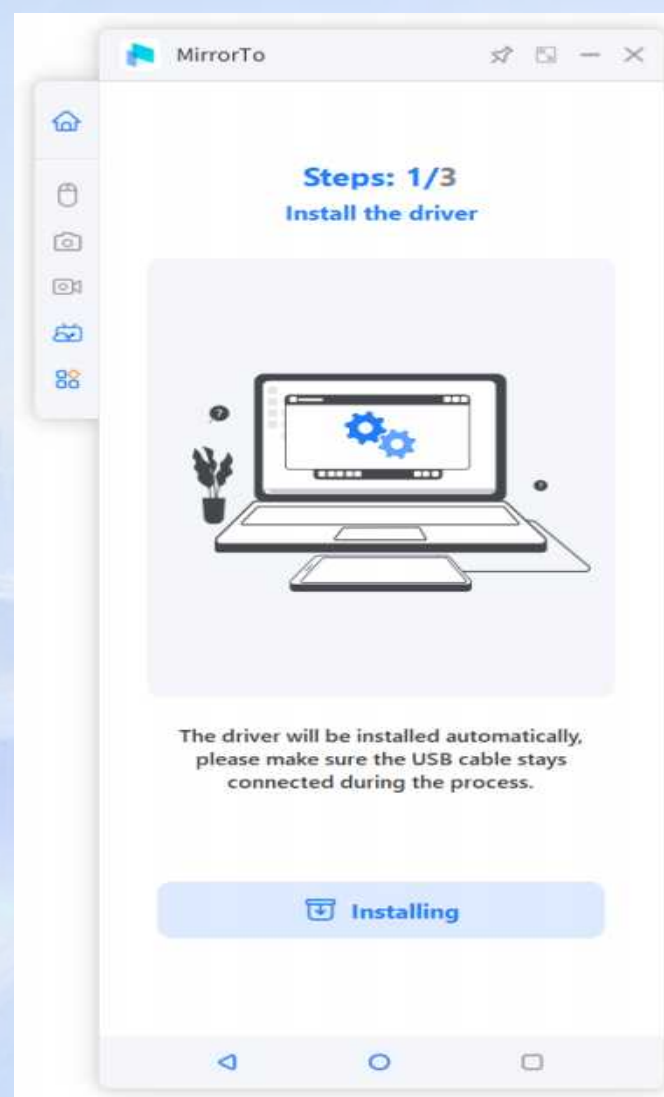 MirrorTo
Steps: 1/3
Install the driver
The driver will be installed automatically,
please make sure the USB cable stays
connected during the process.
Installing